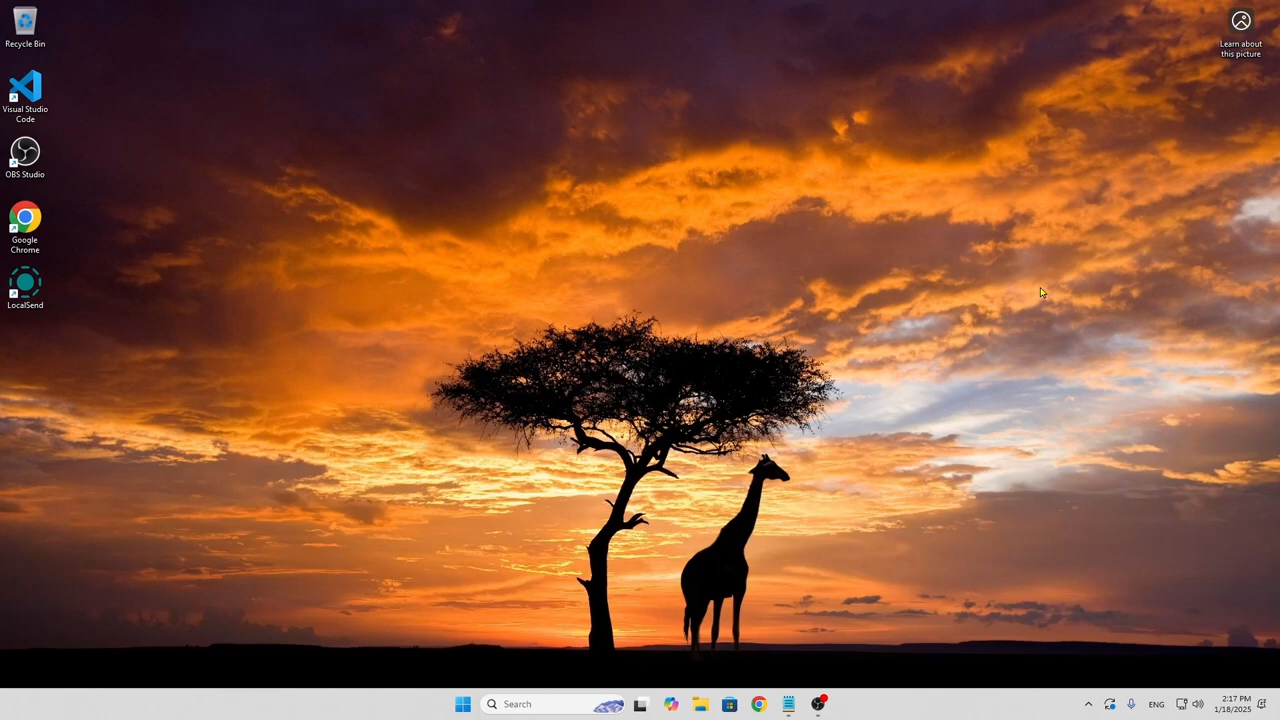 Recycle Bin
Visual Studio
Code
OBS Studio
Google
Chrome
LocalSend
Learn about
this picture
Search
ENG
2:17 PM
1/18/2025